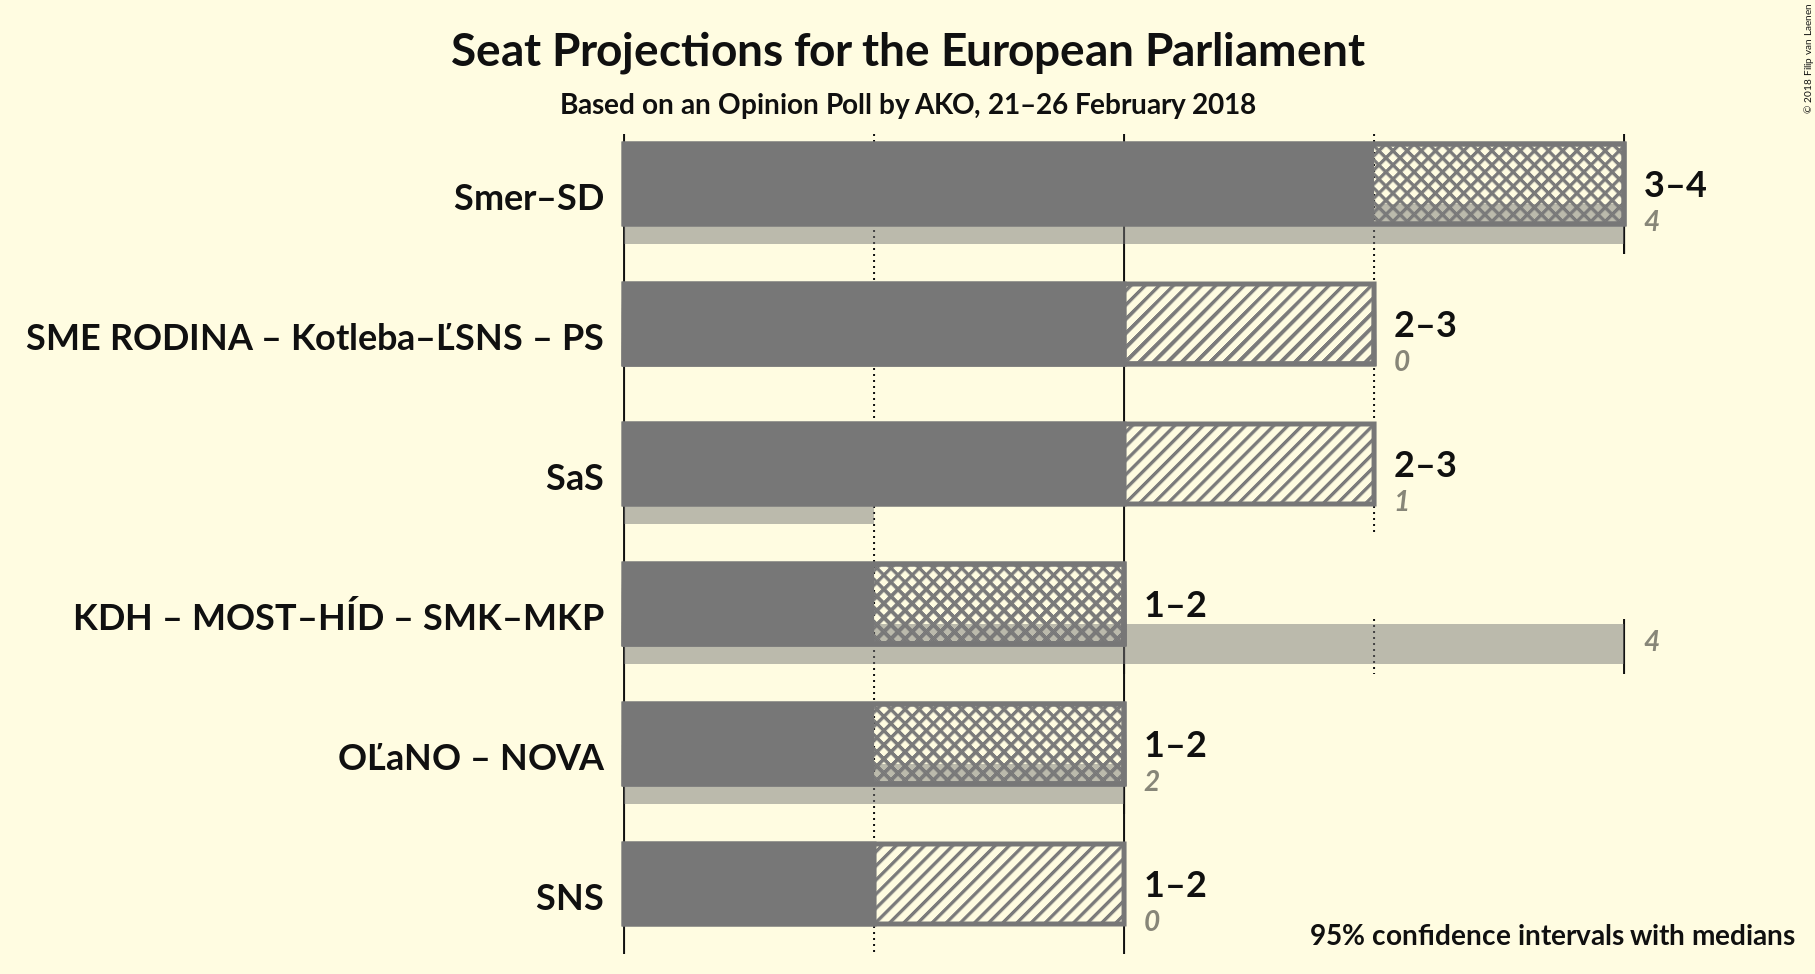 Seat Projections for the European Parliament
Based on an Opinion Poll by AKO, 21–26 February 2018
© 2018 Filip van Laenen
Smer–SD
3–4
4
SME RODINA – Kotleba–ĽSNS – PS
2–3
0
SaS
2–3
1
KDH – MOST–HÍD – SMK–MKP
1–2
4
OĽaNO – NOVA
1–2
2
SNS
1–2
0
95% confidence intervals with medians